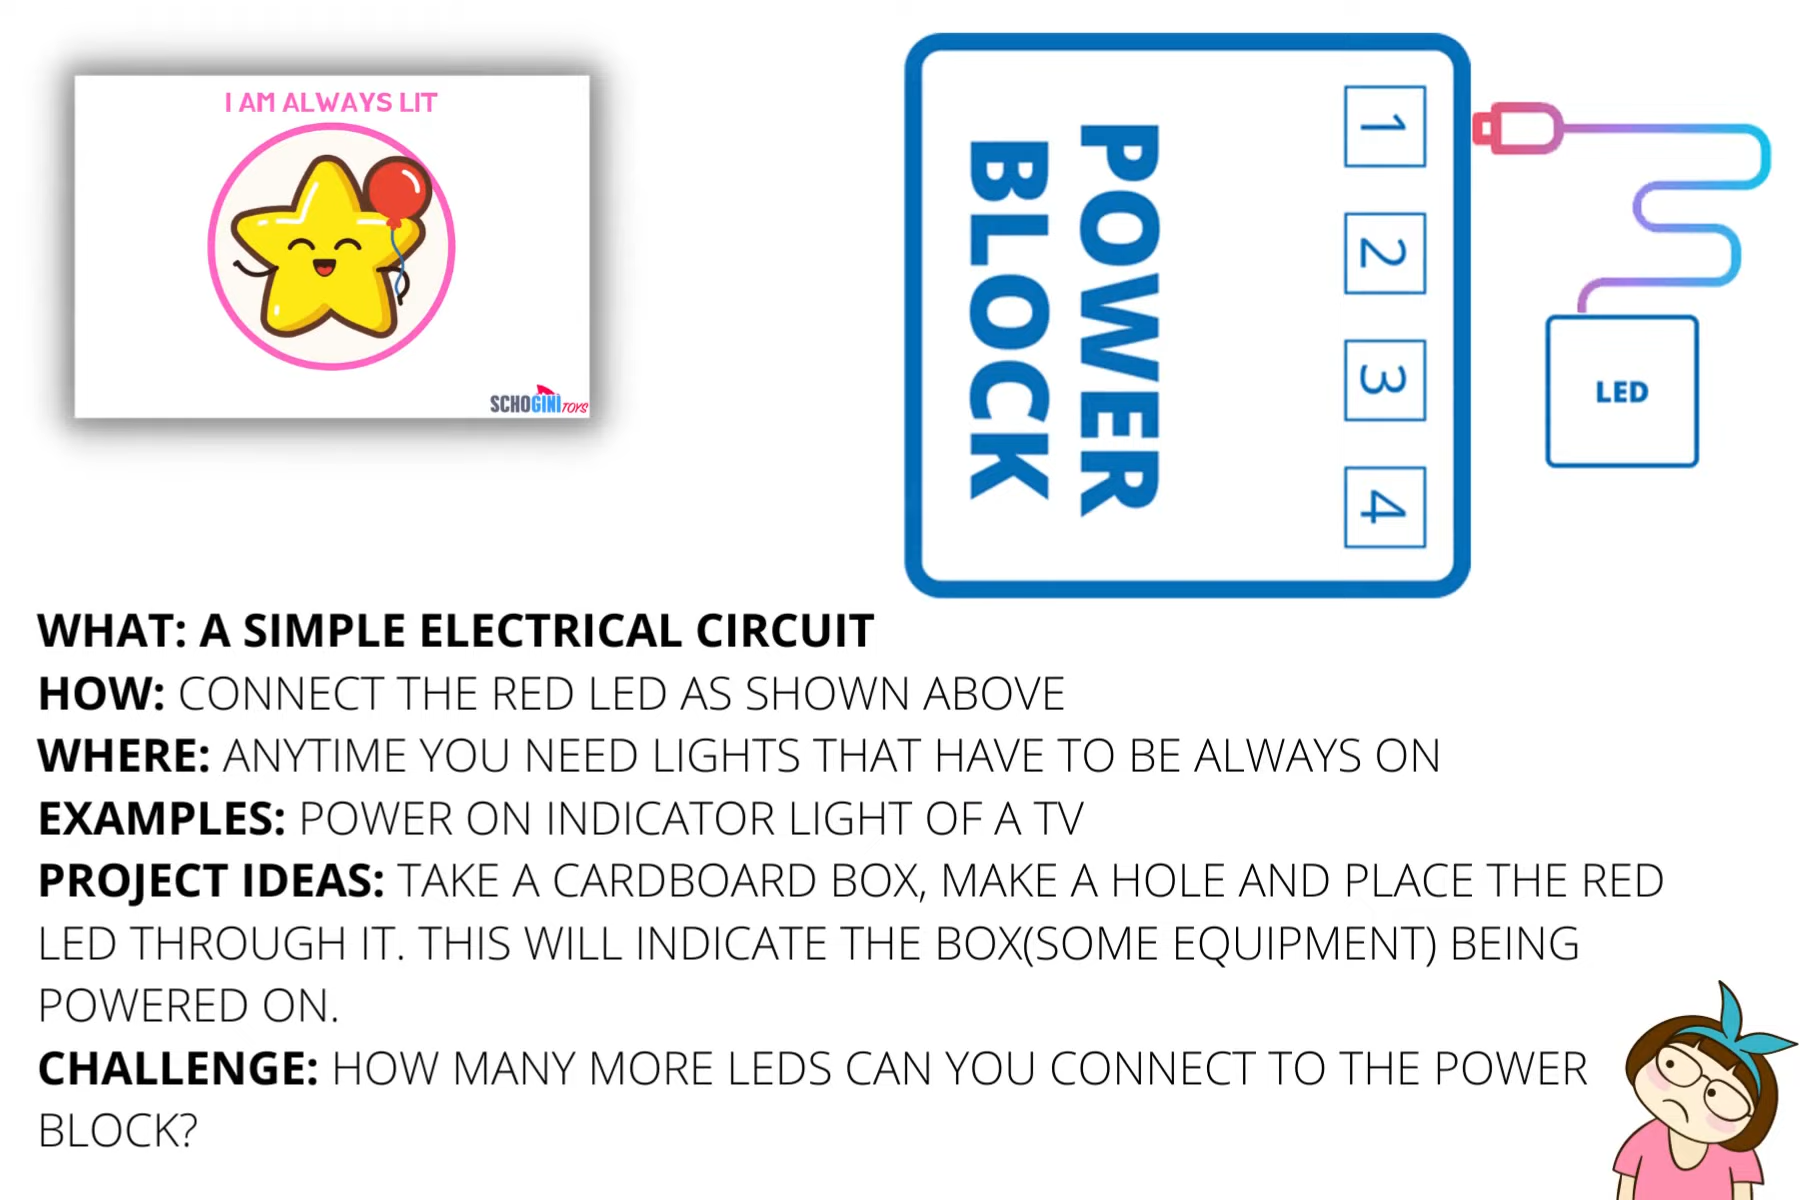 I AM ALWAYS LIT
SCHOGINITOYS
POWER
BLOCK
1
2
3
4
LED
WHAT: A SIMPLE ELECTRICAL CIRCUIT
HOW: CONNECT THE RED LED AS SHOWN ABOVE
WHERE: ANYTIME YOU NEED LIGHTS THAT HAVE TO BE ALWAYS ON
EXAMPLES: POWER ON INDICATOR LIGHT OF A TV
PROJECT IDEAS: TAKE A CARDBOARD BOX, MAKE A HOLE AND PLACE THE RED
LED THROUGH IT. THIS WILL INDICATE THE BOX(SOME EQUIPMENT) BEING
POWERED ON.
CHALLENGE: HOW MANY MORE LEDS CAN YOU CONNECT TO THE POWER
BLOCK?